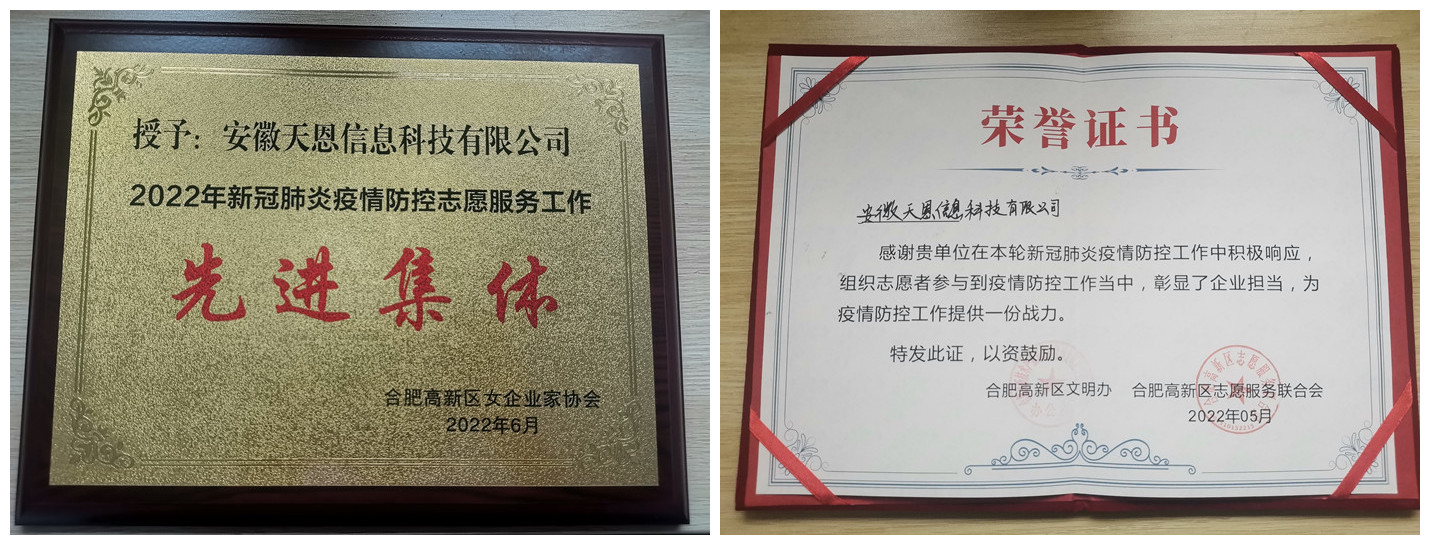 授予：安徽天恩信息科技有限公司
2022年新冠肺炎疫情防控志愿服务工作
先进集体
合肥高新区女企业家协会
2022年6月
荣誉证书
安徽天恩信息科技有限公司
感谢贵单位在本轮新冠肺炎疫情防控工作中积极响应，
组织志愿者参与到疫情防控工作当中，彰显了企业担当，为
疫情防控工作提供一份战力。
特发此证，以资鼓励。
合肥高新区文明办 合肥高新区志愿服务联合会
2022年05月